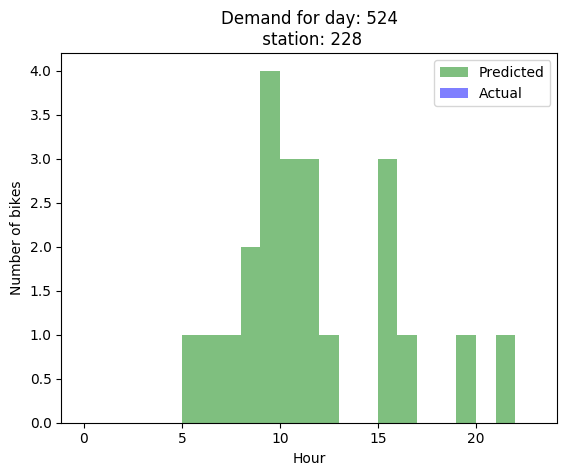 Demand for day: 524
station: 228
Predicted
Actual
Number of bikes
4.0
3.5
3.0
2.5
2.0
1.5
1.0
0.5
0.0
0 5 10 15 20
Hour